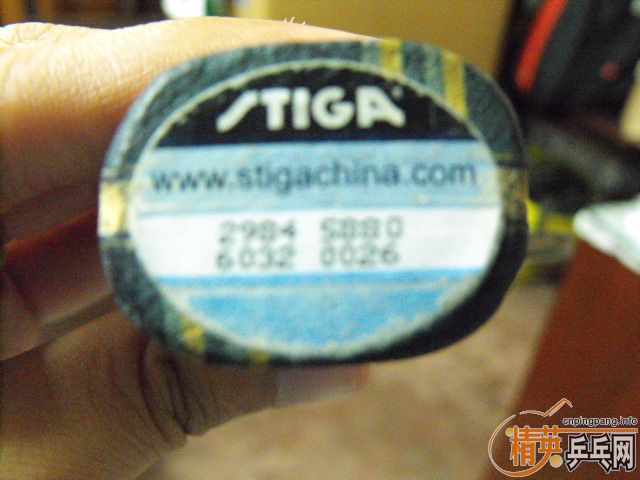 STIGA
www.stigachina.com
2984 5880
6032 0026
cnpingpang.info
精英乒乓网